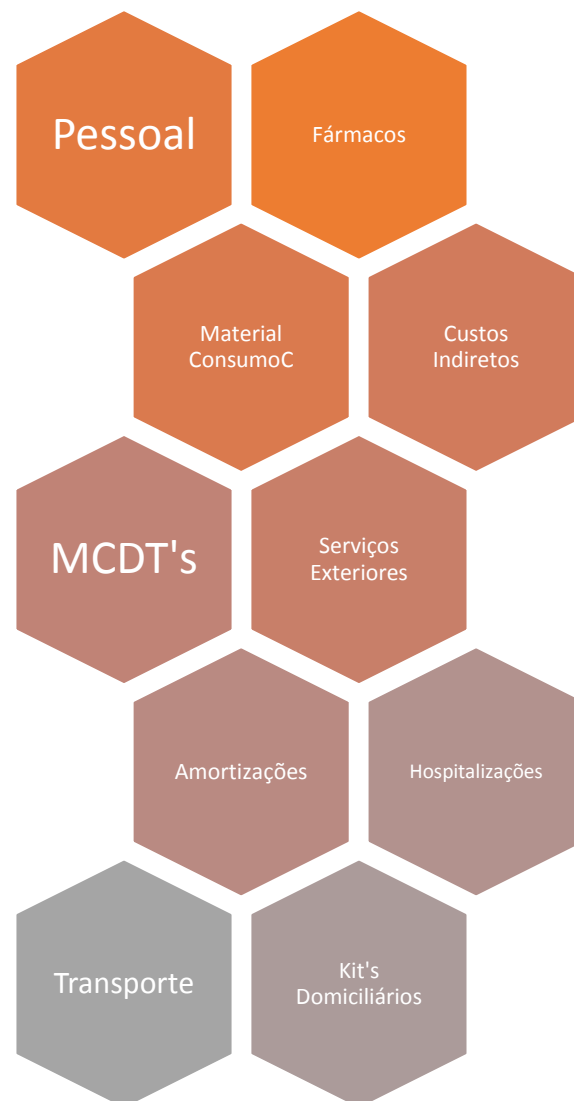 Pessoal
Fármacos
Material
ConsumoC
Custos
Indiretos
MCDT's
Serviços
Exteriores
Amortizações
Hospitalizações
Transporte
Kit's
Domiciliários